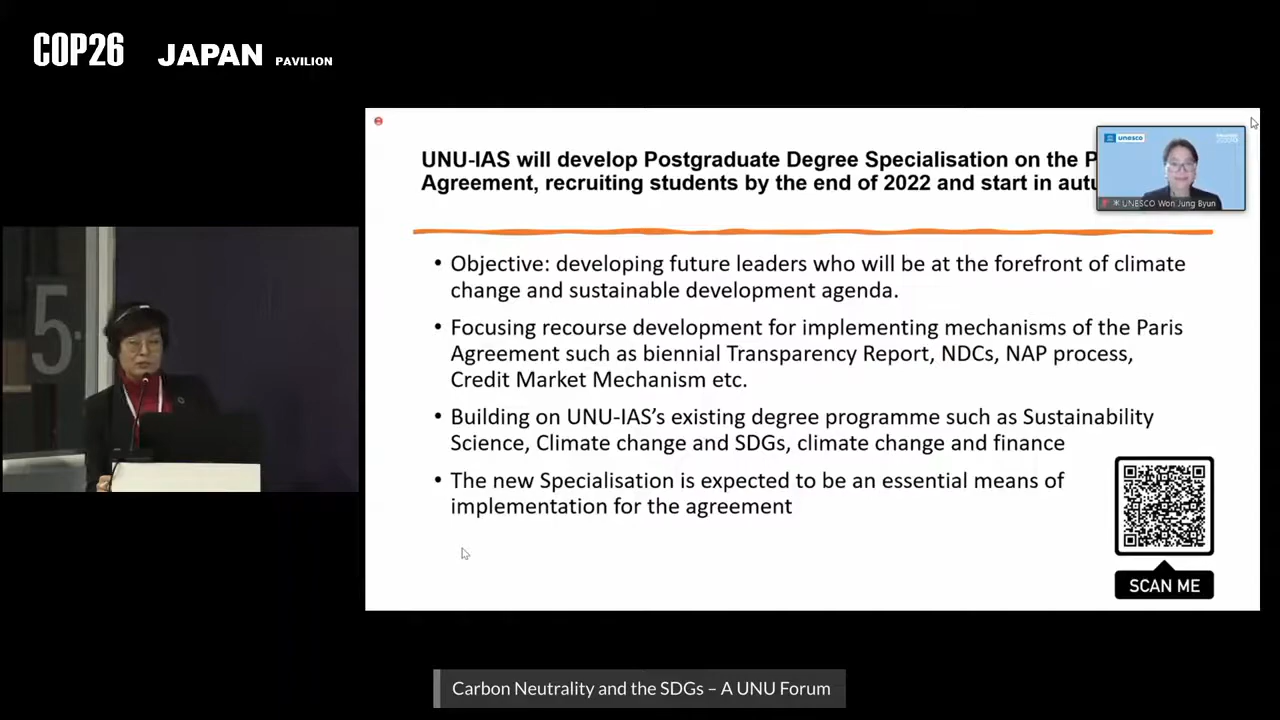 COP26 JAPAN PAVILION
5.
UNU-IAS will develop Postgraduate Degree Specialisation on the P
Agreement, recruiting students by the end of 2022 and start in aut
unesco
UNESCO Won Jung Byun
• Objective: developing future leaders who will be at the forefront of climate
change and sustainable development agenda.
• Focusing recourse development for implementing mechanisms of the Paris
Agreement such as biennial Transparency Report, NDCs, NAP process,
Credit Market Mechanism etc.
• Building on UNU-IAS’s existing degree programme such as Sustainability
Science, Climate change and SDGs, climate change and finance
• The new Specialisation is expected to be an essential means of
implementation for the agreement
SCAN ME
Carbon Neutrality and the SDGs – A UNU Forum